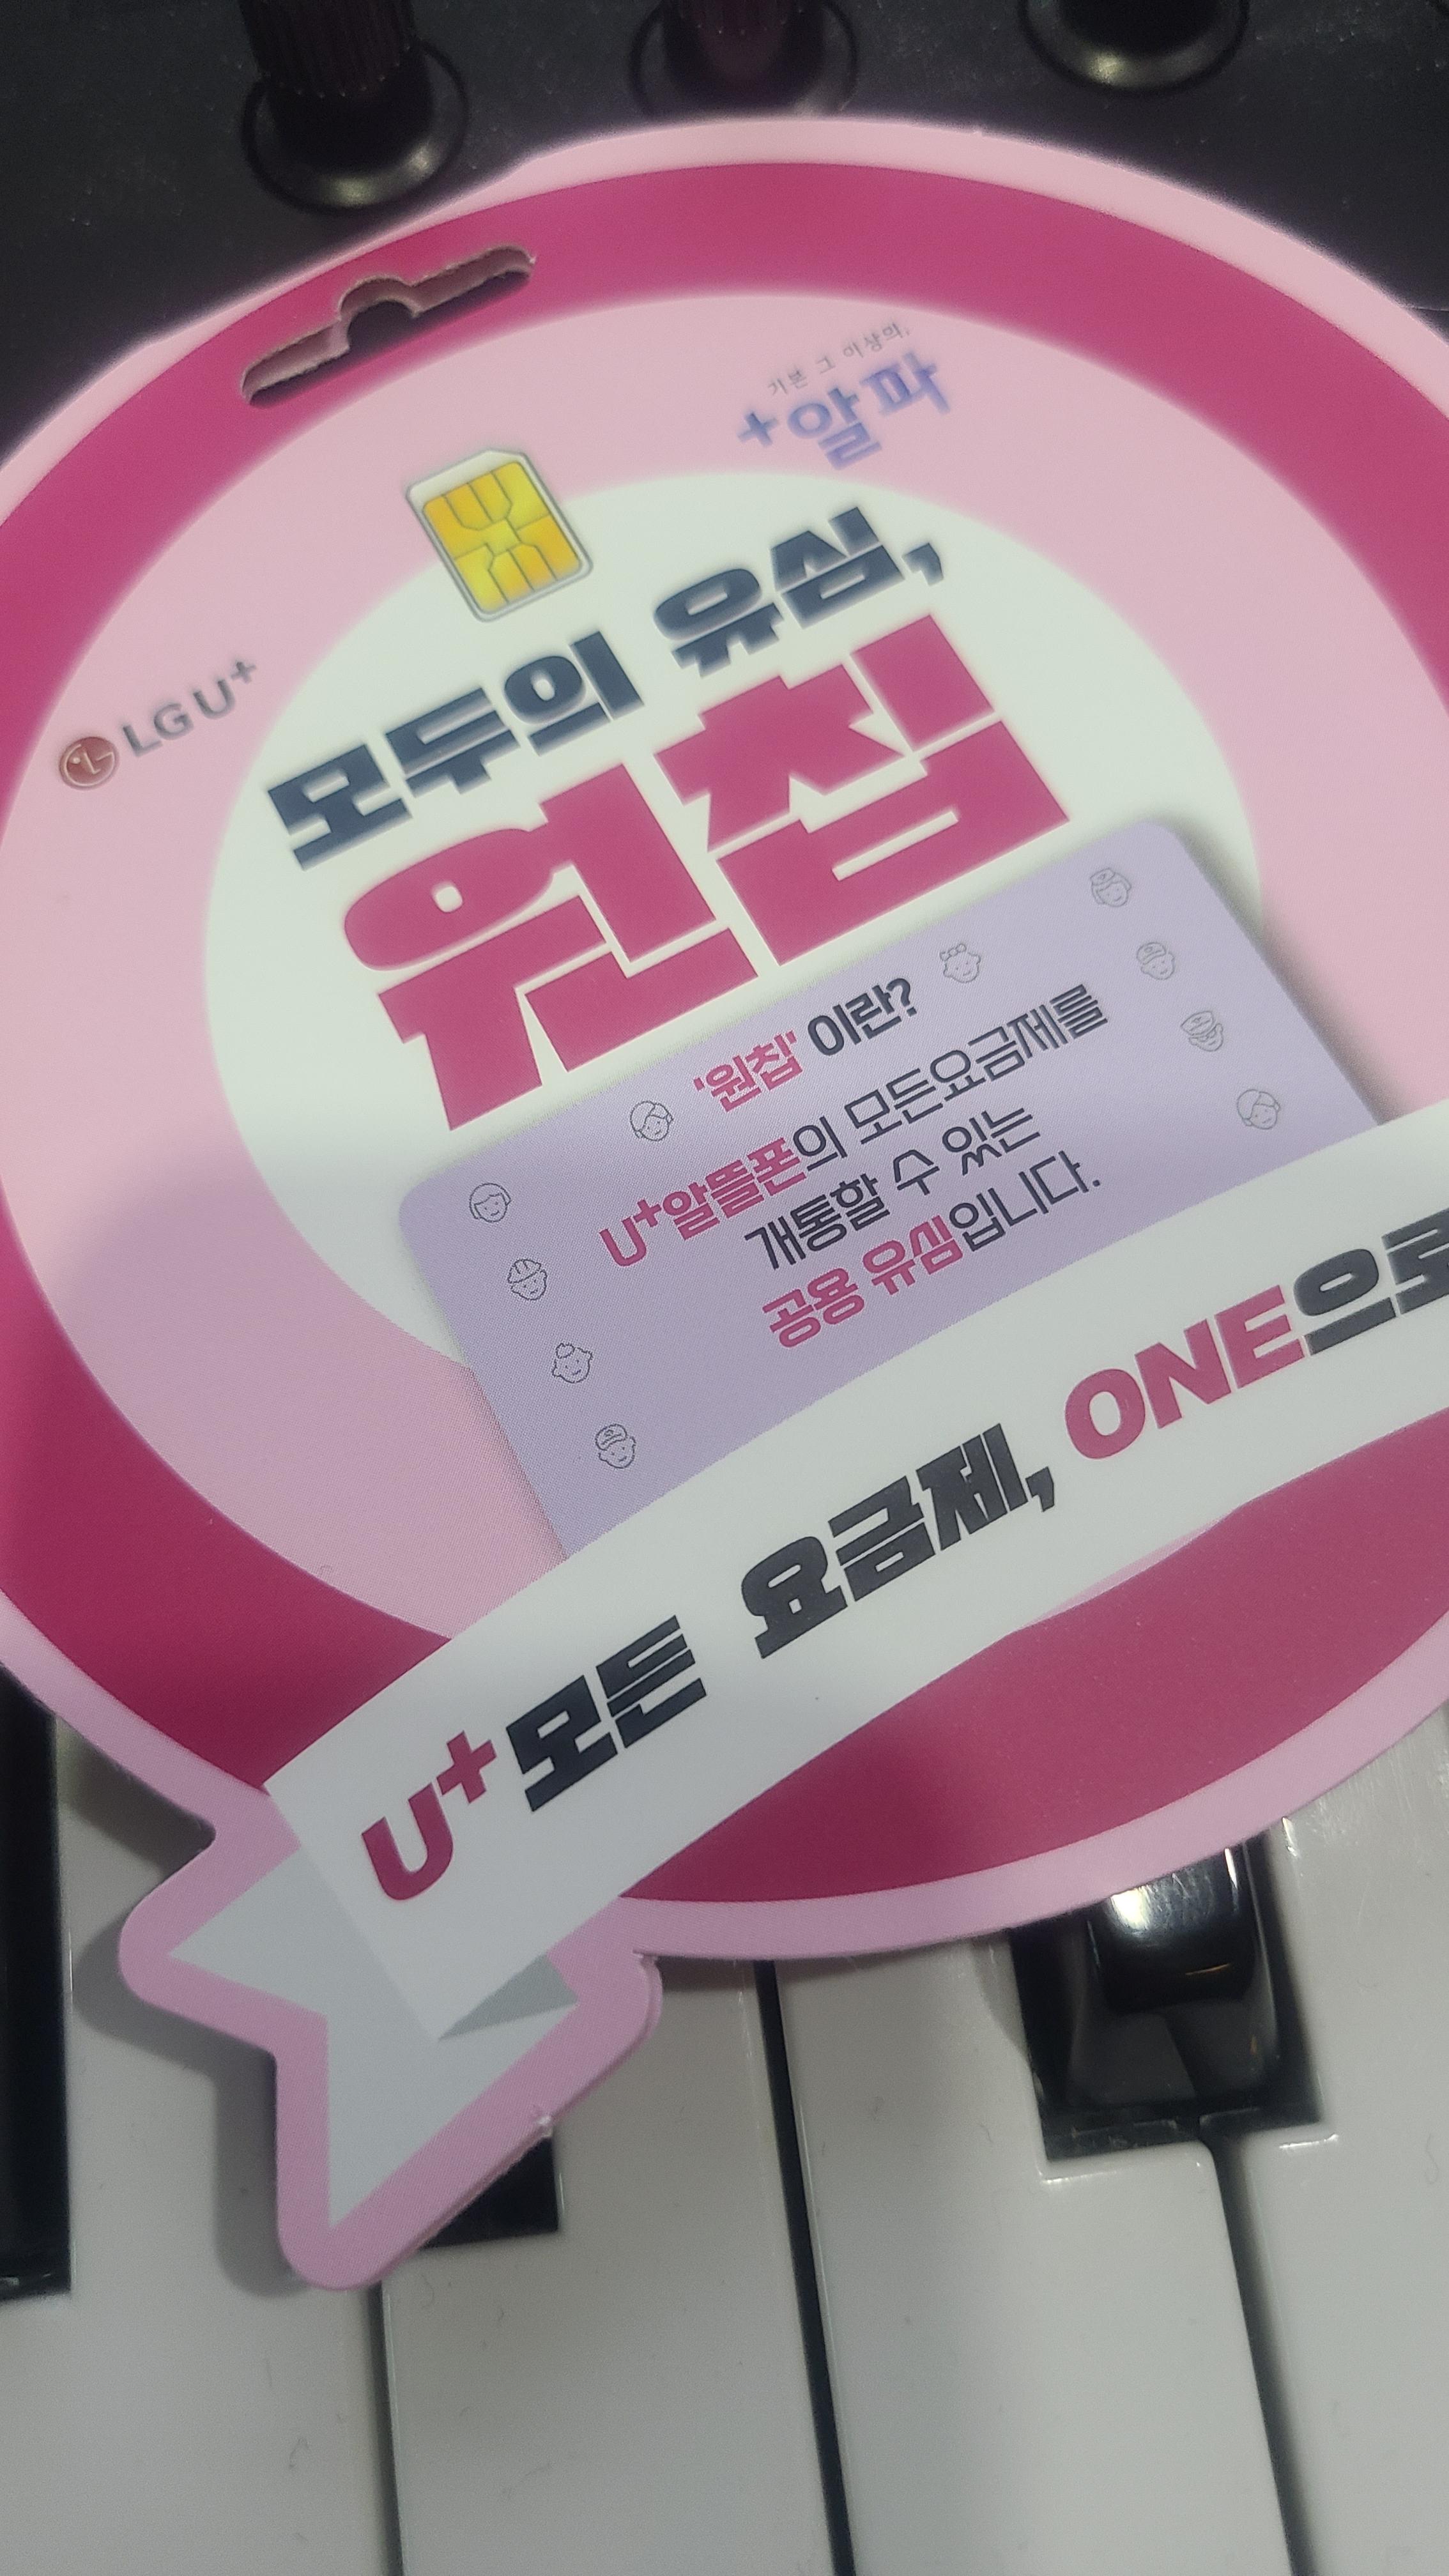 기본 그 이상의,
+알파
LG U+
모두의 유심,
원칩
'원칩' 이란?
U+알뜰폰의 모든요금제를
개통할 수 있는
공용 유심입니다.
U+모든 요금제, ONE으로